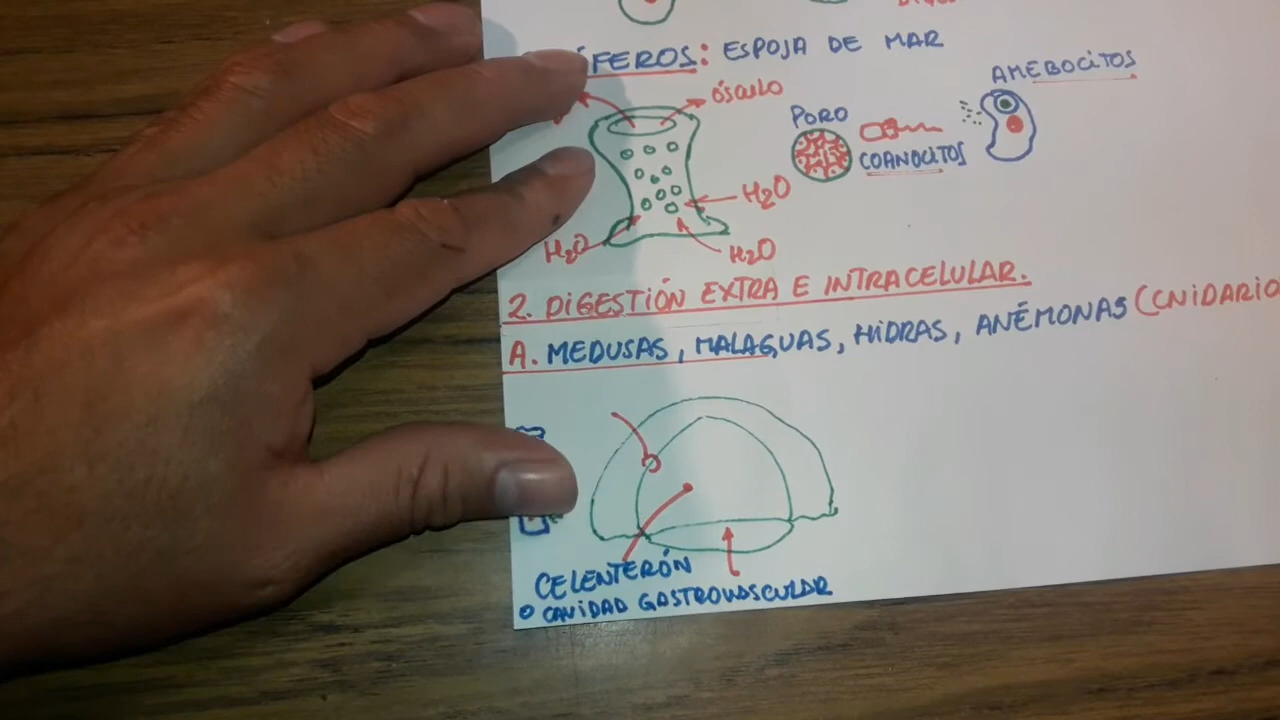 ÍFEROS: ESPOJA DE MAR
AMEBOCITOS
ÓSCULO
PORO
COANOCITOS
H2O
H2O
H2O
2. DIGESTIÓN EXTRA E INTRACELULAR.
A. MEDUSAS, MALAGUAS, HIDRAS, ANÉMONAS (CNIDARIO
CELENTERÓN
O CAVIDAD GASTROVASCULAR